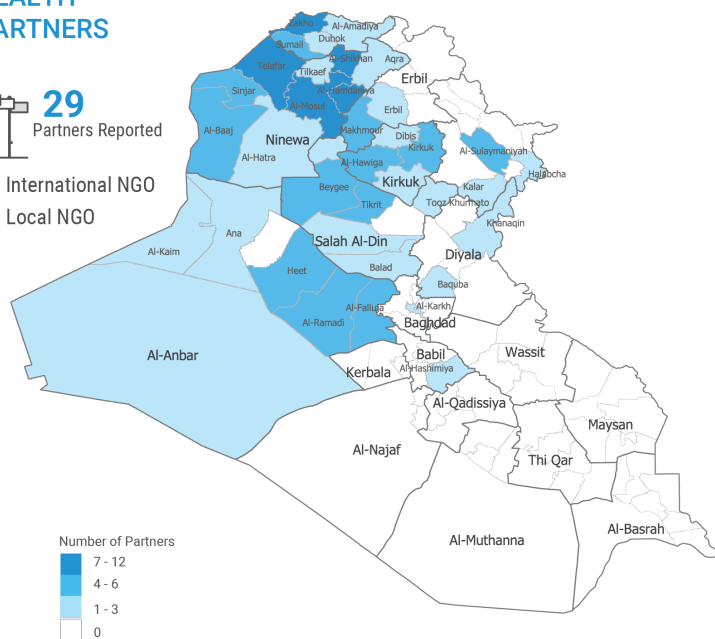 ARTNERS
29
Partners Reported
International NGO
Local NGO
Zakho
Al-Amadiya
Sumail
Duhok
Telafar
Tilkaef
Al-Shikhan
Aqra
Erbil
Sinjar
Al-Mosul
Al-Hamdaniya
Erbil
Al-Baaj
Ninewa
Makhmour
Dibis
Kirkuk
Al-Sulaymaniyah
Al-Hatra
Al-Hawiga
Halabcha
Beygee
Kirkuk
Kalar
Tikrit
Tooz Khurmato
Khanaqin
Ana
Salah Al-Din
Al-Kaim
Diyala
Heet
Balad
Baquba
Al-Falluja
Al-Karkh
Al-Ramadi
Baghdad
Al-Anbar
Babil
Wassit
Kerbala
Al-Hashimiya
Al-Qadissiya
Maysan
Al-Najaf
Thi Qar
Al-Basrah
Al-Muthanna
Number of Partners
7 - 12
4 - 6
1 - 3
0